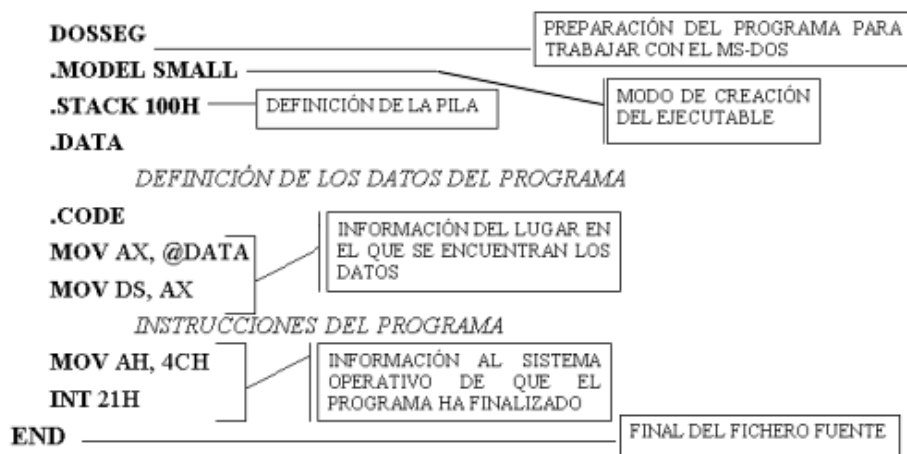 DOSSEG
PREPARACIÓN DEL PROGRAMA PARA
TRABAJAR CON EL MS-DOS
.MODEL SMALL
MODO DE CREACIÓN
DEL EJECUTABLE
.STACK 100H
DEFINICIÓN DE LA PILA
.DATA
DEFINICIÓN DE LOS DATOS DEL PROGRAMA
.CODE
MOV AX, @DATA
MOV DS, AX
INFORMACIÓN DEL LUGAR EN
EL QUE SE ENCUENTRAN LOS
DATOS
INSTRUCCIONES DEL PROGRAMA
MOV AH, 4CH
INT 21H
INFORMACIÓN AL SISTEMA
OPERATIVO DE QUE EL
PROGRAMA HA FINALIZADO
END
FINAL DEL FICHERO FUENTE